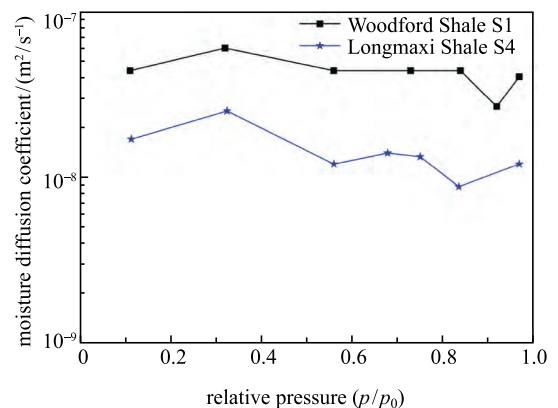 10⁻⁷
Woodford Shale S1
Longmaxi Shale S4
moisture diffusion coefficient/(m²/s⁻¹)
10⁻⁸
10⁻⁹
0 0.2 0.4 0.6 0.8 1.0
relative pressure (p/p₀)